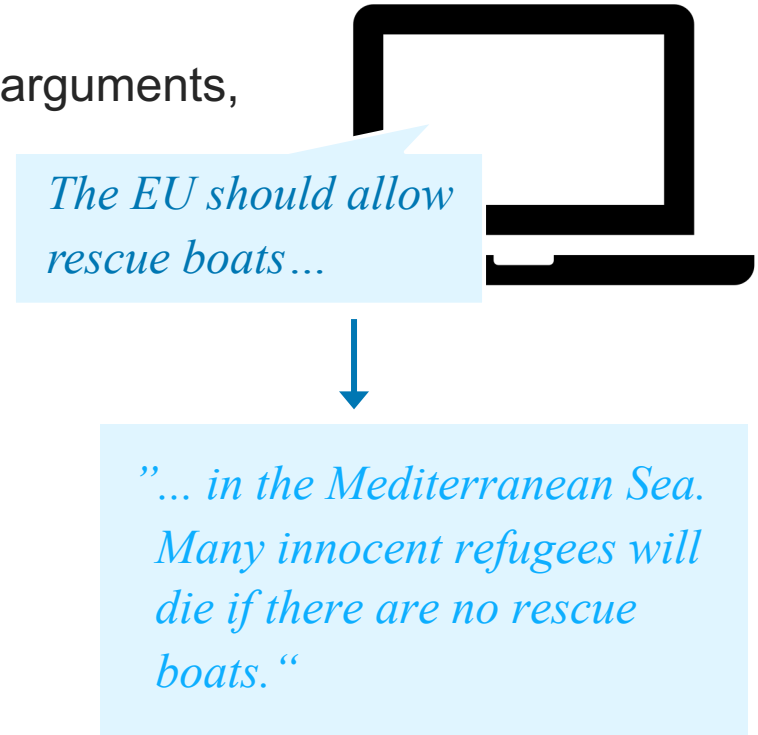 arguments,
The EU should allow
rescue boats…
”... in the Mediterranean Sea.
Many innocent refugees will
die if there are no rescue
boats.“